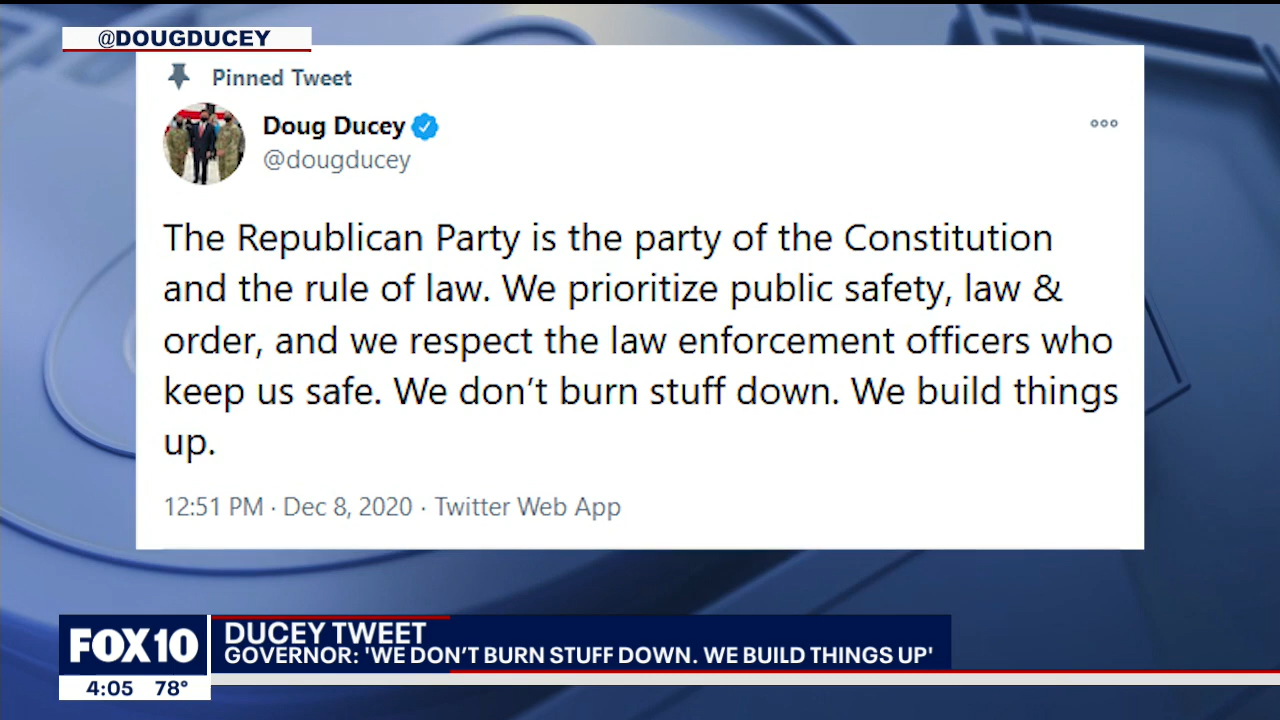 @DOUGDUCEY
Pinned Tweet
Doug Ducey
@dougducey
The Republican Party is the party of the Constitution
and the rule of law. We prioritize public safety, law &
order, and we respect the law enforcement officers who
keep us safe. We don’t burn stuff down. We build things
up.
12:51 PM · Dec 8, 2020 · Twitter Web App
FOX10
DUCEY TWEET
GOVERNOR: 'WE DON’T BURN STUFF DOWN. WE BUILD THINGS UP'
4:05 78°